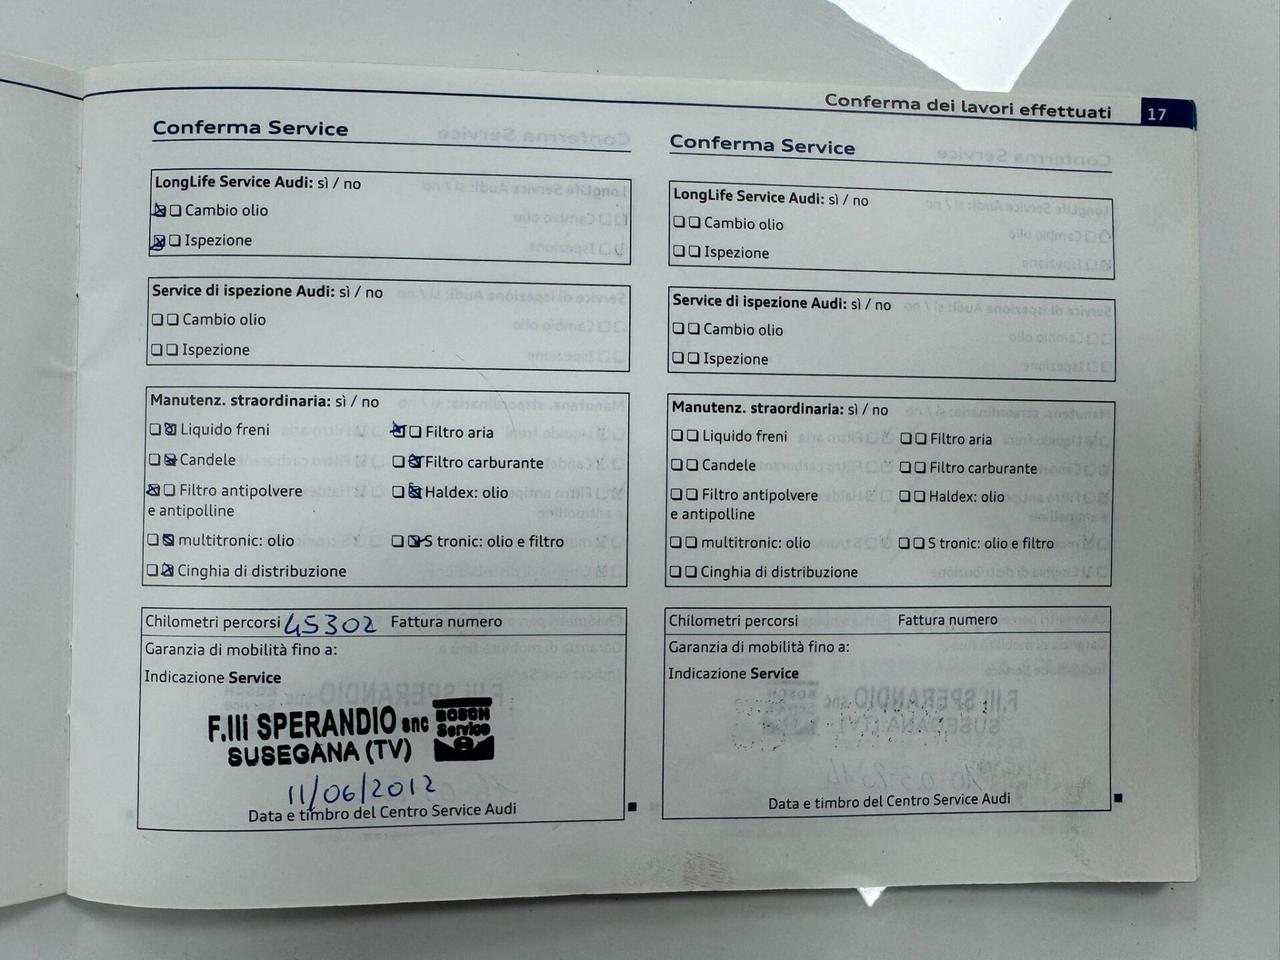 Conferma dei lavori effettuati 17
Conferma Service
LongLife Service Audi: sì / no
Cambio olio
Ispezione
Service di ispezione Audi: sì / no
Cambio olio
Ispezione
Manutenz. straordinaria: sì / no
Liquido freni Filtro aria
Candele Filtro carburante
Filtro antipolvere Haldex: olio
e antipolline
multitronic: olio S tronic: olio e filtro
Cinghia di distribuzione
Chilometri percorsi 45302 Fattura numero
Garanzia di mobilità fino a:
Indicazione Service
F.lli SPERANDIO snc BOSCH
SUSEGANA (TV) Service
11/06/2012
Data e timbro del Centro Service Audi
Conferma Service
LongLife Service Audi: sì / no
Cambio olio
Ispezione
Service di ispezione Audi: sì / no
Cambio olio
Ispezione
Manutenz. straordinaria: sì / no
Liquido freni Filtro aria
Candele Filtro carburante
Filtro antipolvere Haldex: olio
e antipolline
multitronic: olio S tronic: olio e filtro
Cinghia di distribuzione
Chilometri percorsi Fattura numero
Garanzia di mobilità fino a:
Indicazione Service
Data e timbro del Centro Service Audi